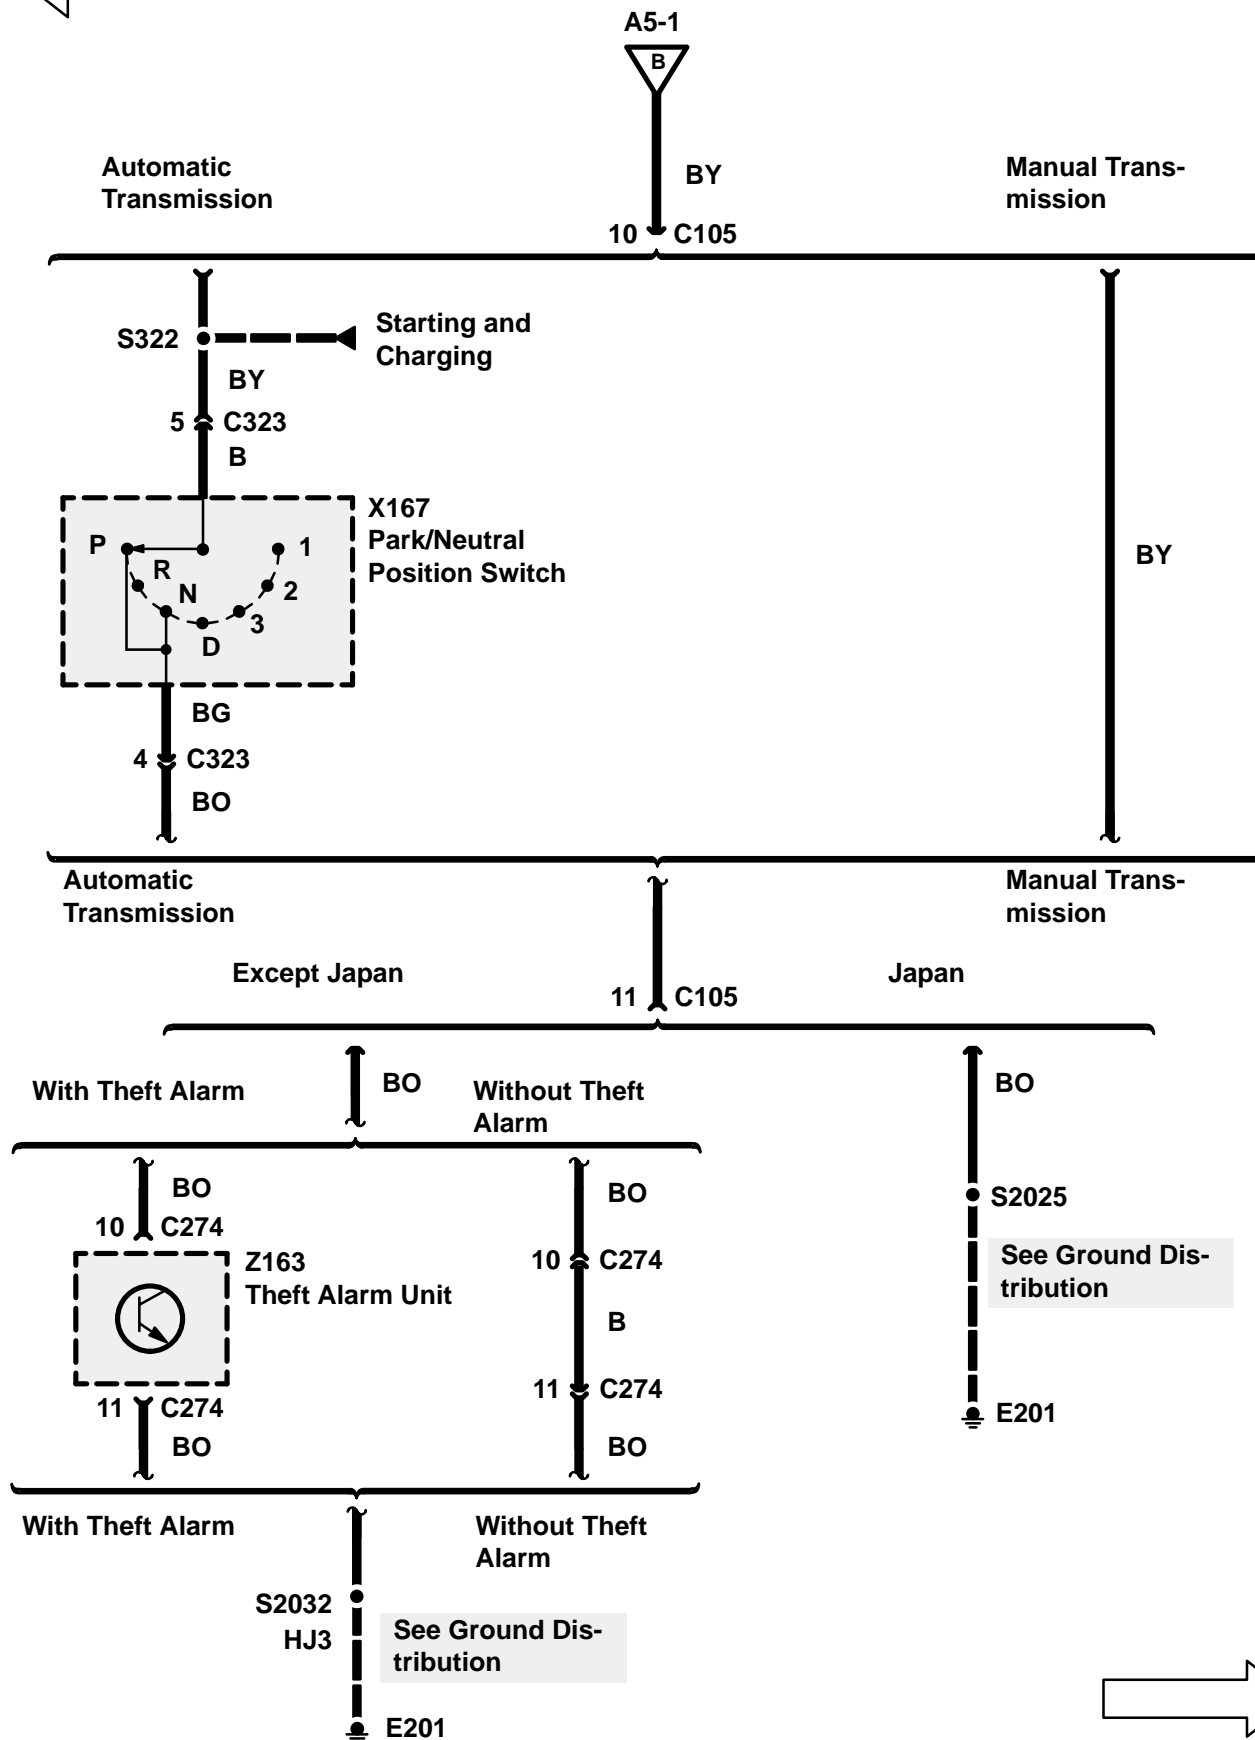 A5-1
B
Automatic
Transmission
BY
Manual Trans-
mission
10 C105
S322
Starting and
Charging
BY
5 C323
B
X167
Park/Neutral
Position Switch
P
R
N
D
3
2
1
BY
BG
4 C323
BO
Automatic
Transmission
Manual Trans-
mission
Except Japan
Japan
11 C105
With Theft Alarm
BO
Without Theft
Alarm
BO
BO
10 C274
Z163
Theft Alarm Unit
11 C274
BO
BO
10 C274
B
11 C274
BO
S2025
See Ground Dis-
tribution
E201
With Theft Alarm
Without Theft
Alarm
S2032
HJ3
See Ground Dis-
tribution
E201